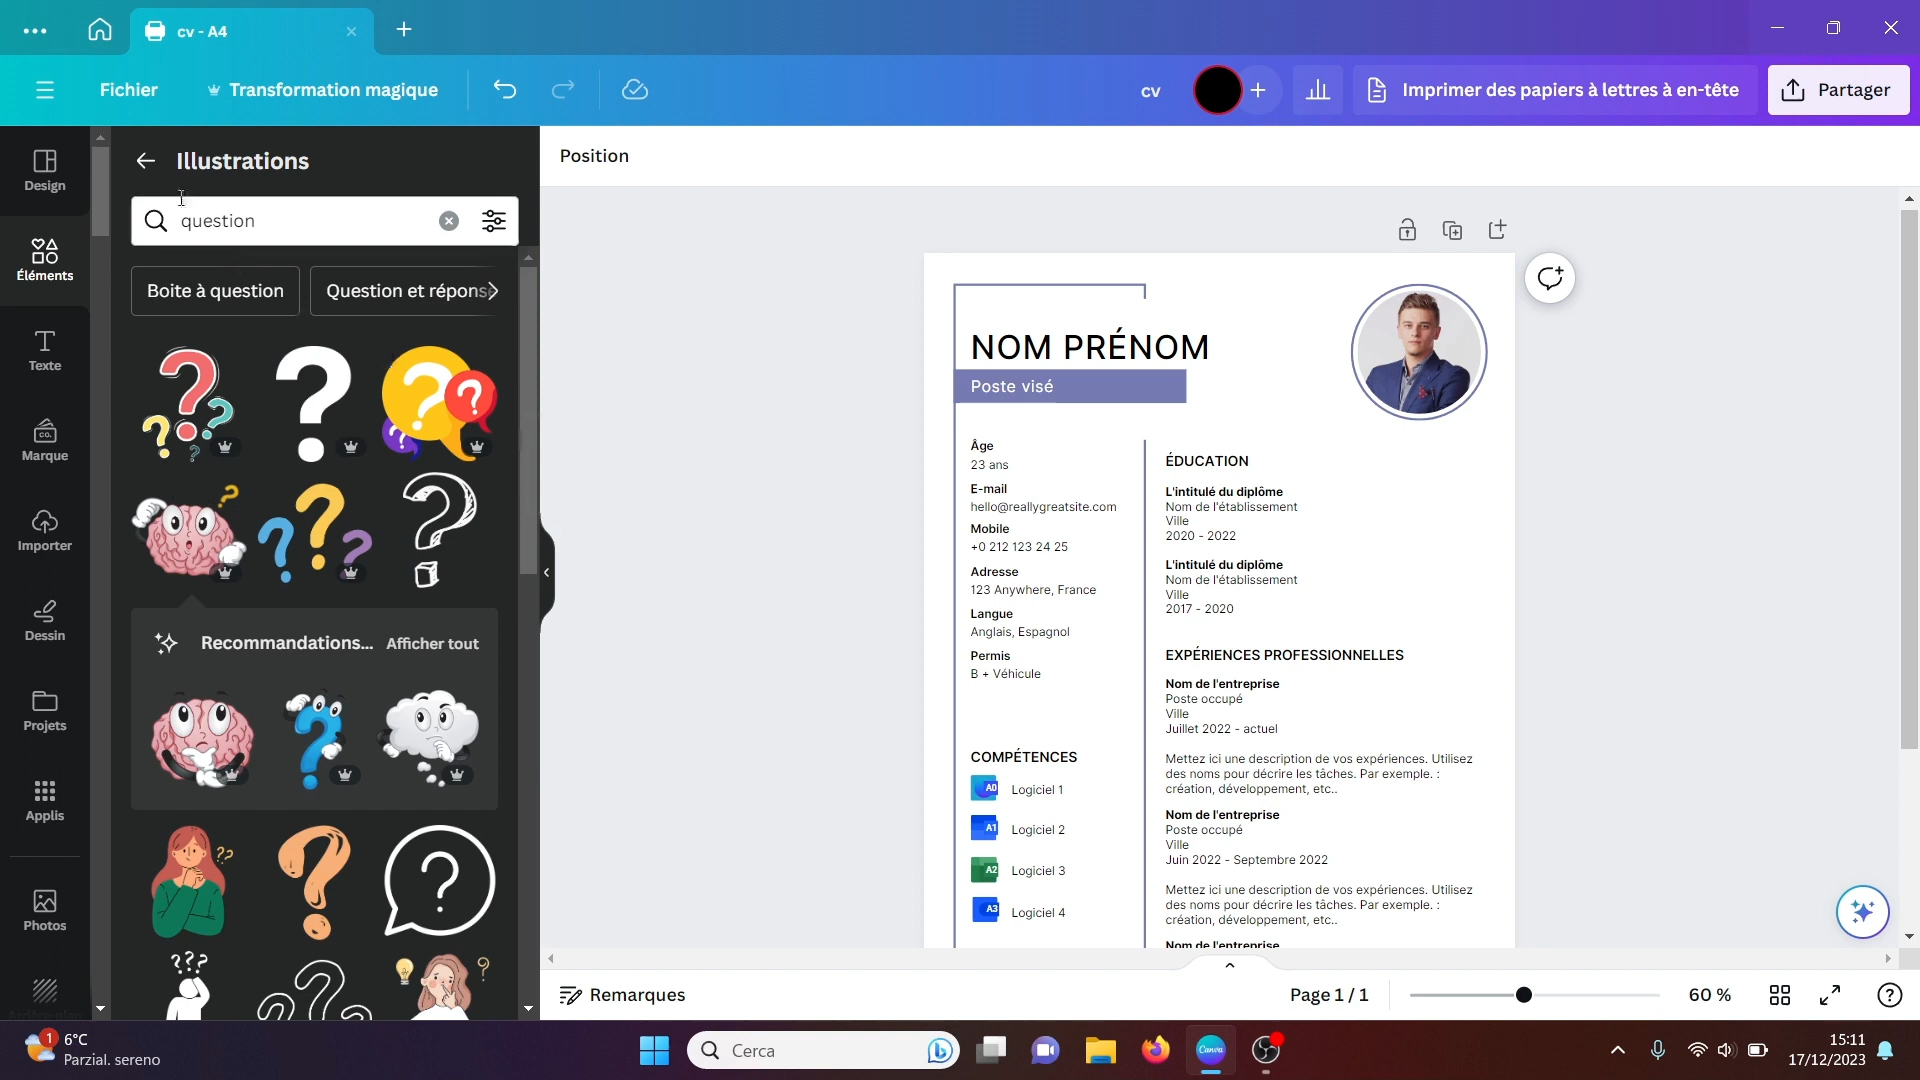 cv - A4
Fichier
Transformation magique
cv
Imprimer des papiers à lettres à en-tête
Partager
Design
Éléments
Texte
CO.
Marque
Importer
Dessin
Projets
Applis
Photos
Illustrations
question
Boite à question
Question et répons
Recommandations...
Afficher tout
Position
NOM PRÉNOM
Poste visé
Âge
23 ans
E-mail
hello@reallygreatsite.com
Mobile
+0 212 123 24 25
Adresse
123 Anywhere, France
Langue
Anglais, Espagnol
Permis
B + Véhicule
COMPÉTENCES
A0 Logiciel 1
A1 Logiciel 2
A2 Logiciel 3
A3 Logiciel 4
ÉDUCATION
L'intitulé du diplôme
Nom de l'établissement
Ville
2020 - 2022
L'intitulé du diplôme
Nom de l'établissement
Ville
2017 - 2020
EXPÉRIENCES PROFESSIONNELLES
Nom de l'entreprise
Poste occupé
Ville
Juillet 2022 - actuel
Mettez ici une description de vos expériences. Utilisez
des noms pour décrire les tâches. Par exemple. :
création, développement, etc..
Nom de l'entreprise
Poste occupé
Ville
Juin 2022 - Septembre 2022
Mettez ici une description de vos expériences. Utilisez
des noms pour décrire les tâches. Par exemple. :
création, développement, etc..
Nom de l'entreprise
Remarques
Page 1 / 1
60 %
1
6°C
Parzial. sereno
Cerca
Canva
15:11
17/12/2023